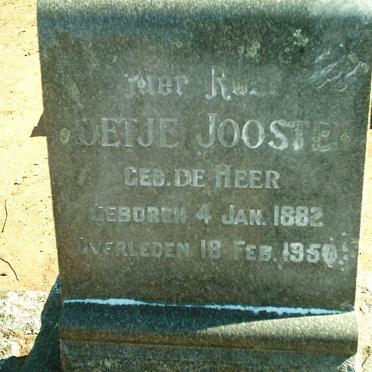 Hier Rust
JOOSTE
GEB. DE HEER
GEBOREN 4 JAN. 1882
OVERLEDEN 18 FEB. 1950